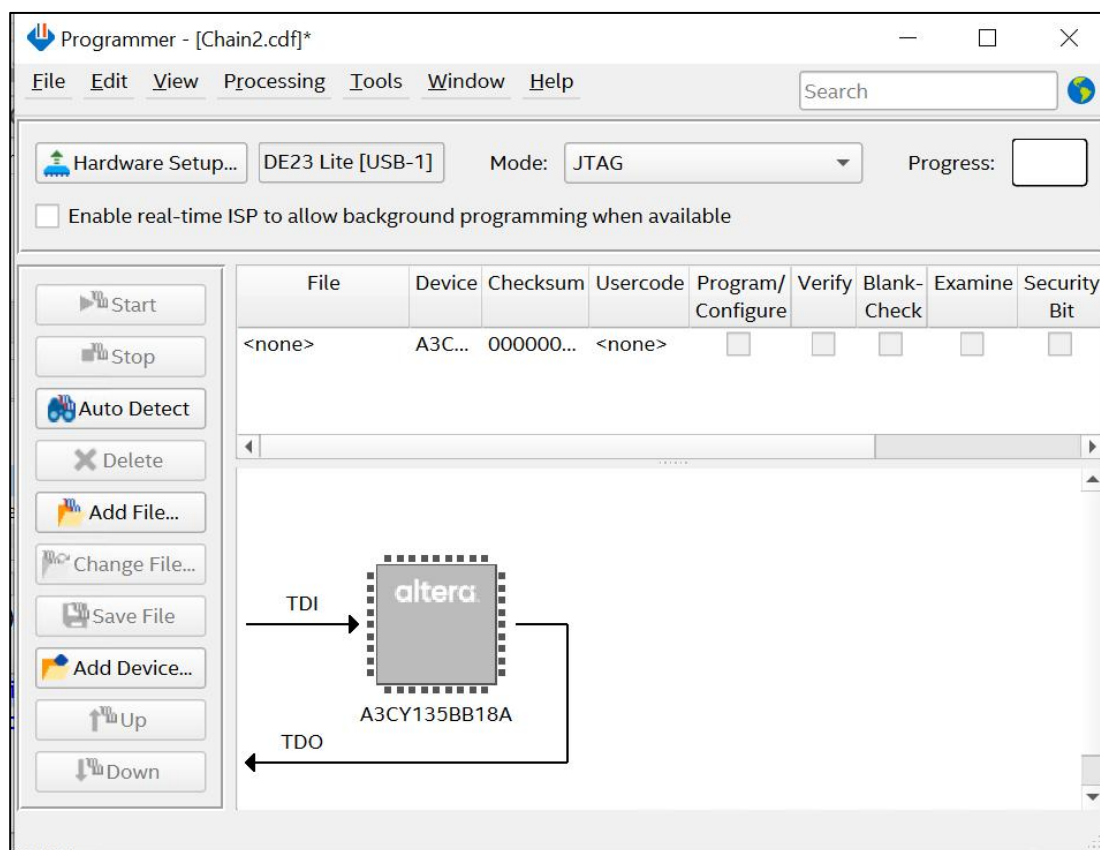 Programmer - [Chain2.cdf]*
File Edit View Processing Tools Window Help
Search
Hardware Setup... DE23 Lite [USB-1] Mode: JTAG Progress:
Enable real-time ISP to allow background programming when available
File Device Checksum Usercode Program/ Verify Blank- Examine Security
Configure Check Bit
<none> A3C... 000000... <none>
Start
Stop
Auto Detect
Delete
Add File...
Change File...
Save File
Add Device...
Up
Down
altera
TDI
A3CY135BB18A
TDO